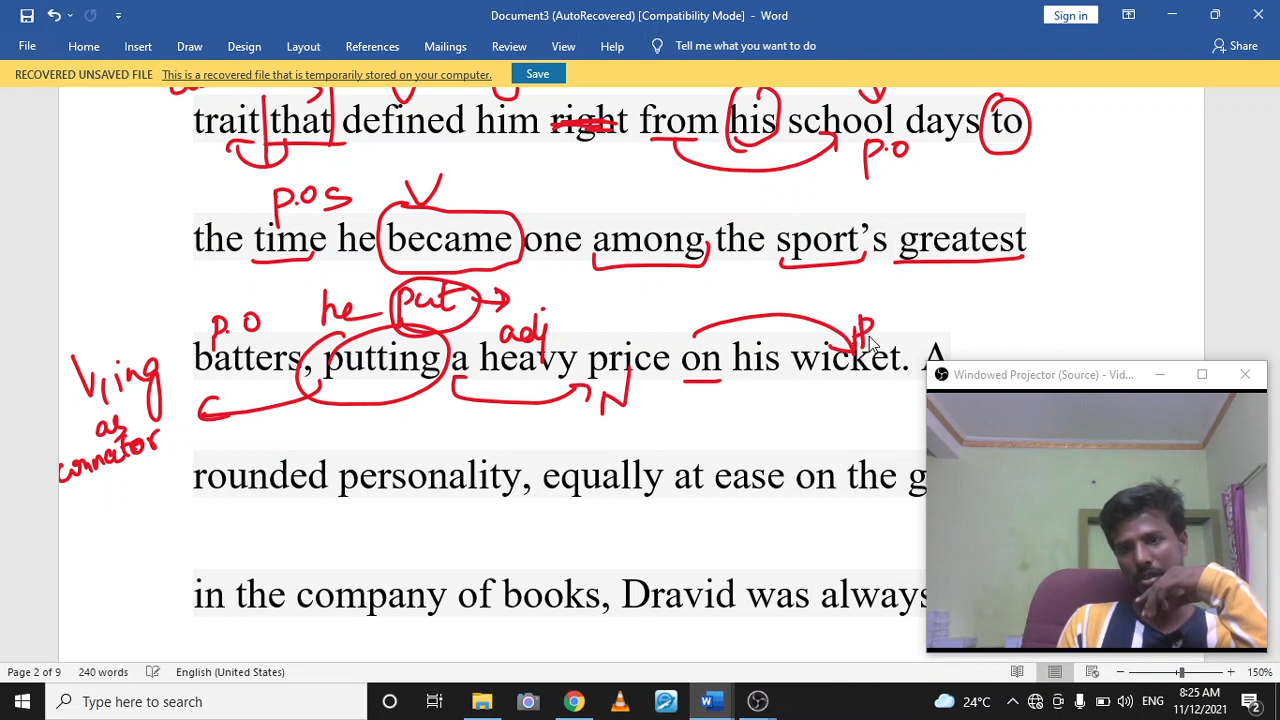 Document3 (AutoRecovered) [Compatibility Mode] - Word
Sign in
File Home Insert Draw Design Layout References Mailings Review View Help Tell me what you want to do Share
RECOVERED UNSAVED FILE This is a recovered file that is temporarily stored on your computer. Save
trait that defined him right from his school days to
p.o
p.o s V
the time he became one among the sport’s greatest
he put
p.o adj p
batters, putting a heavy price on his wicket. A
V1 ing N
as
rounded personality, equally at ease on the g
in the company of books, Dravid was always
Windowed Projector (Source) - Vid...
Page 2 of 9 240 words English (United States) 150%
Type here to search
24°C ENG
8:25 AM
11/12/2021
2